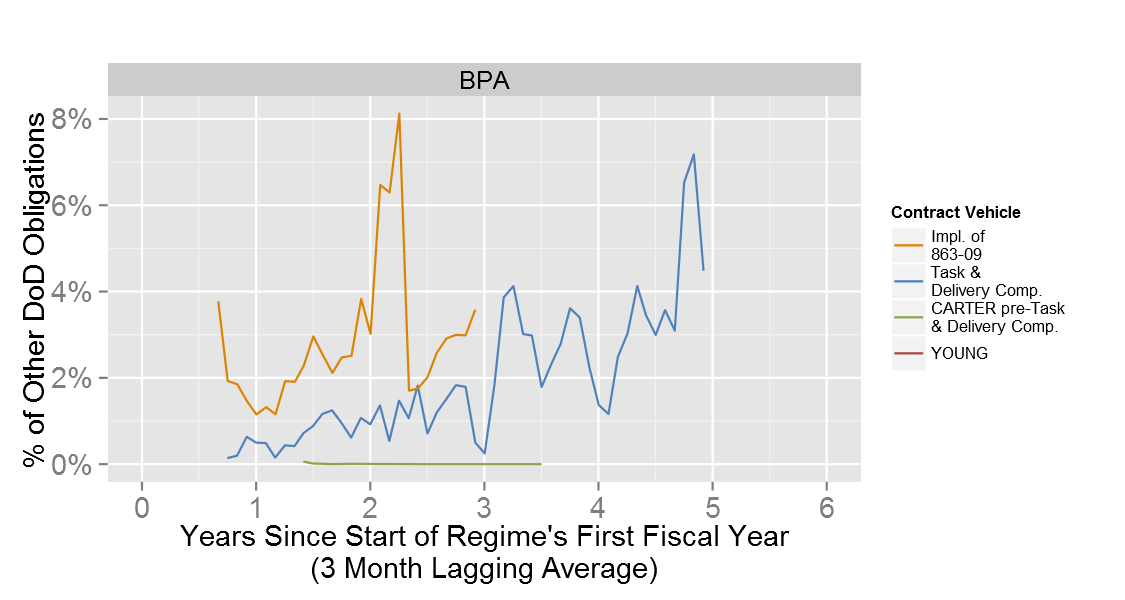 BPA
% of Other DoD Obligations
8%
6%
4%
2%
0%
0 1 2 3 4 5 6
Years Since Start of Regime's First Fiscal Year
(3 Month Lagging Average)
Contract Vehicle
Impl. of
863-09
Task &
Delivery Comp.
CARTER pre-Task
& Delivery Comp.
YOUNG